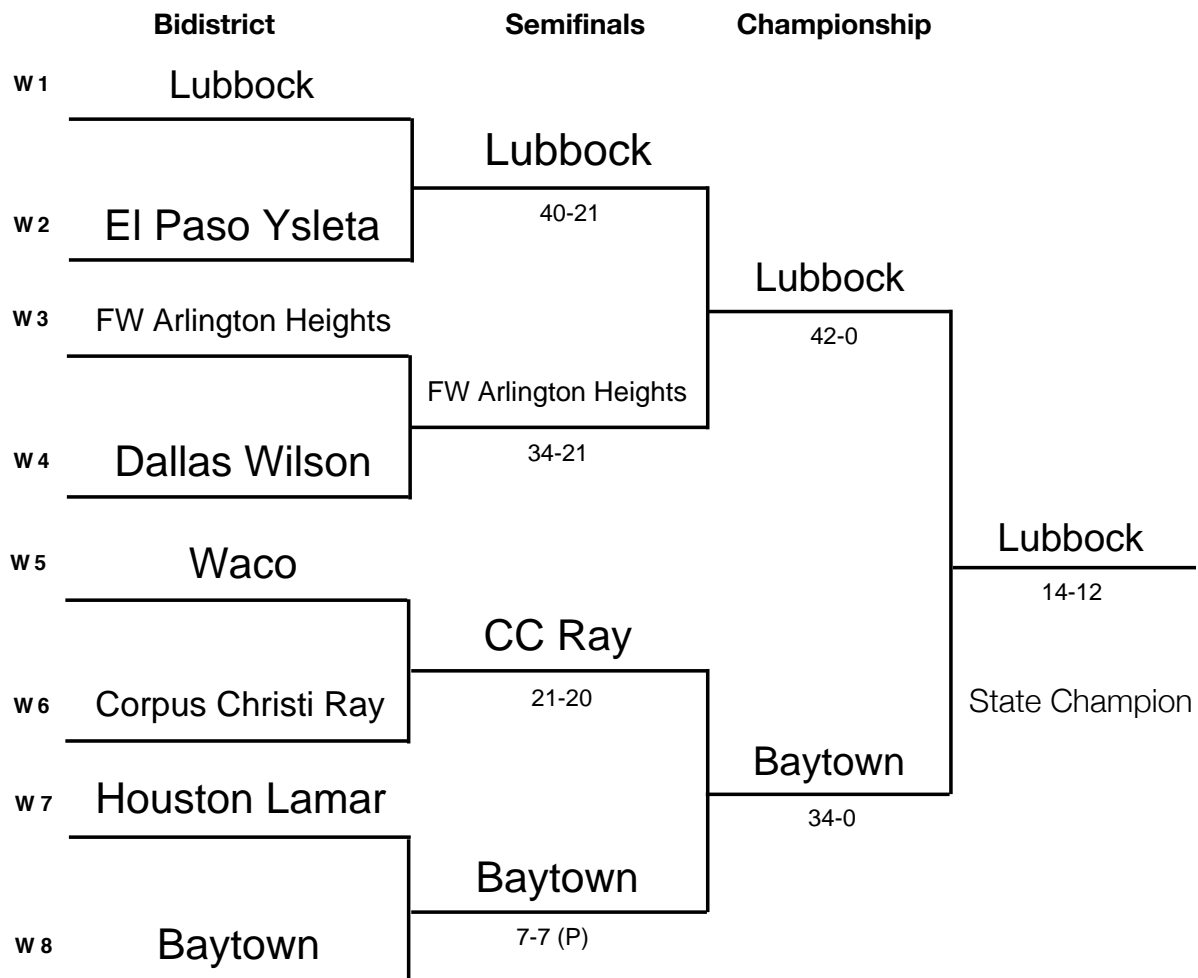 Bidistrict Semifinals Championship
W 1 Lubbock
Lubbock
40-21
W 2 El Paso Ysleta
Lubbock
42-0
W 3 FW Arlington Heights
FW Arlington Heights
34-21
W 4 Dallas Wilson
Lubbock
14-12
State Champion
W 5 Waco
CC Ray
21-20
W 6 Corpus Christi Ray
Baytown
34-0
W 7 Houston Lamar
Baytown
7-7 (P)
W 8 Baytown